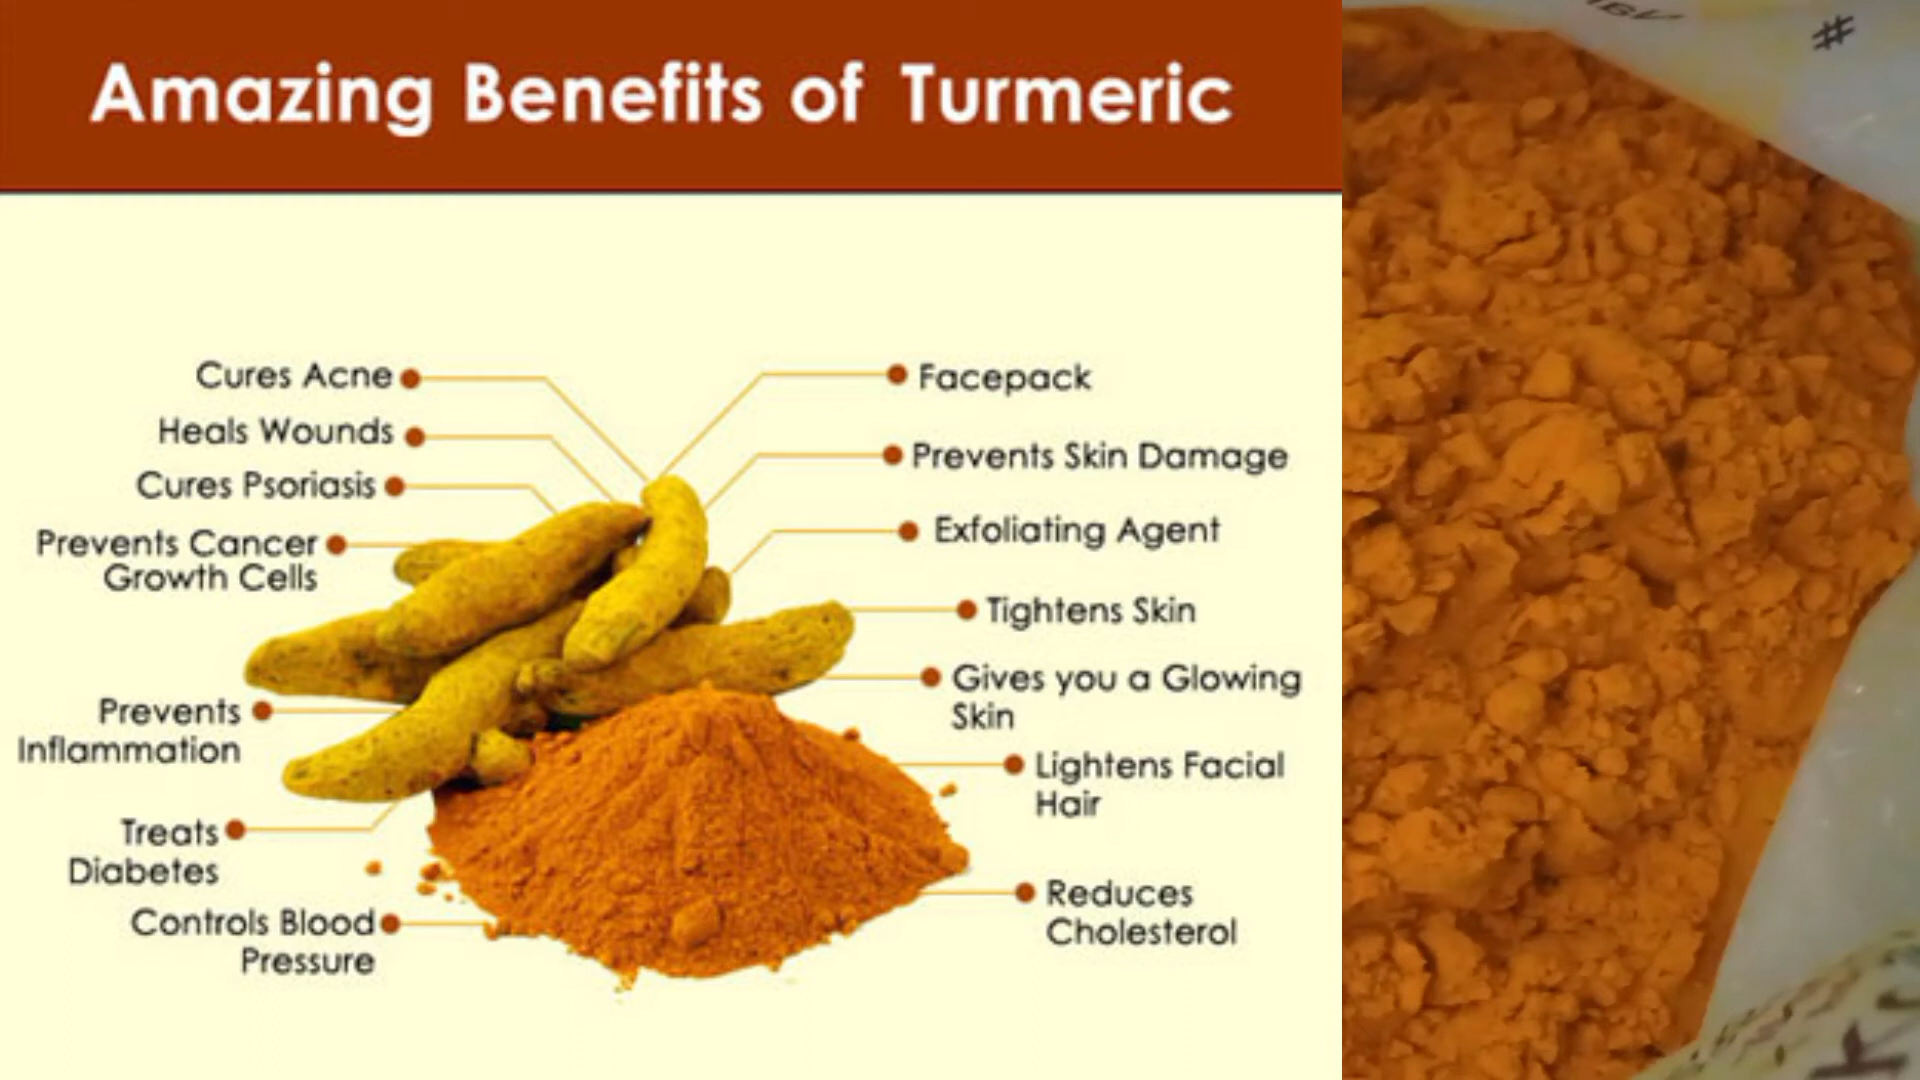 Amazing Benefits of Turmeric
Cures Acne
Heals Wounds
Cures Psoriasis
Prevents Cancer
Growth Cells
Prevents
Inflammation
Treats
Diabetes
Controls Blood
Pressure
Facepack
Prevents Skin Damage
Exfoliating Agent
Tightens Skin
Gives you a Glowing
Skin
Lightens Facial
Hair
Reduces
Cholesterol
#